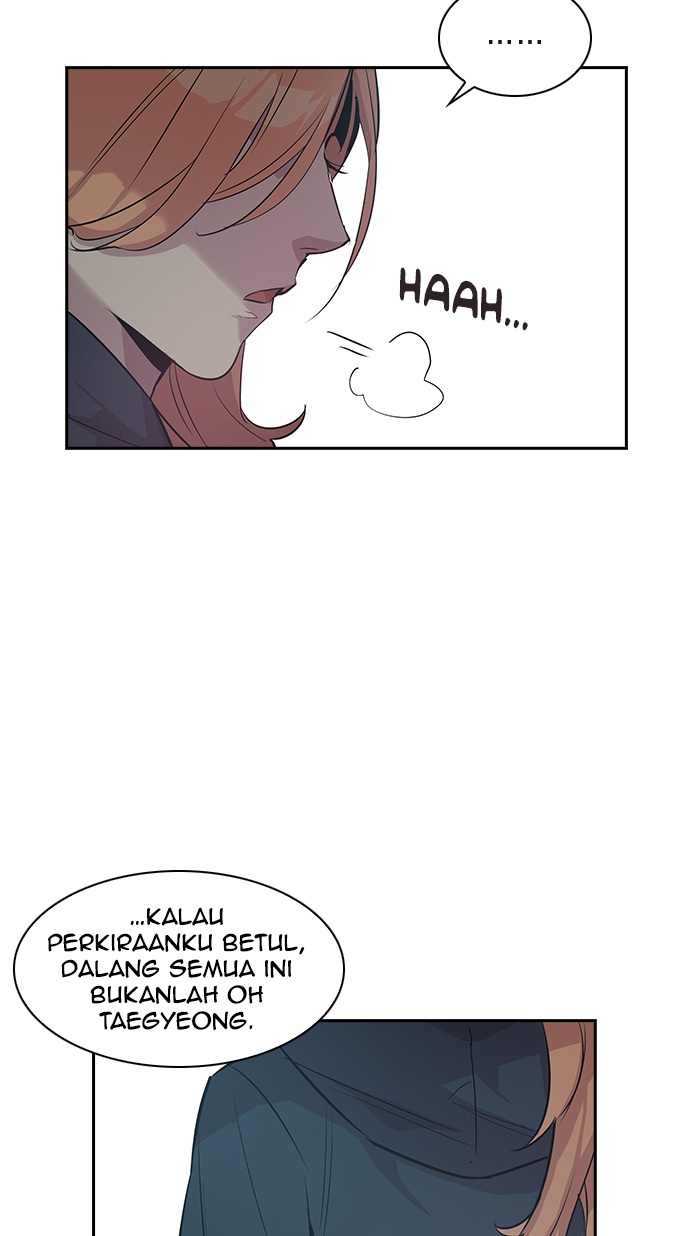 ......
HAAH...
...KALAU
PERKIRAANKU BETUL,
DALANG SEMUA INI
BUKANLAH OH
TAEGYEONG.